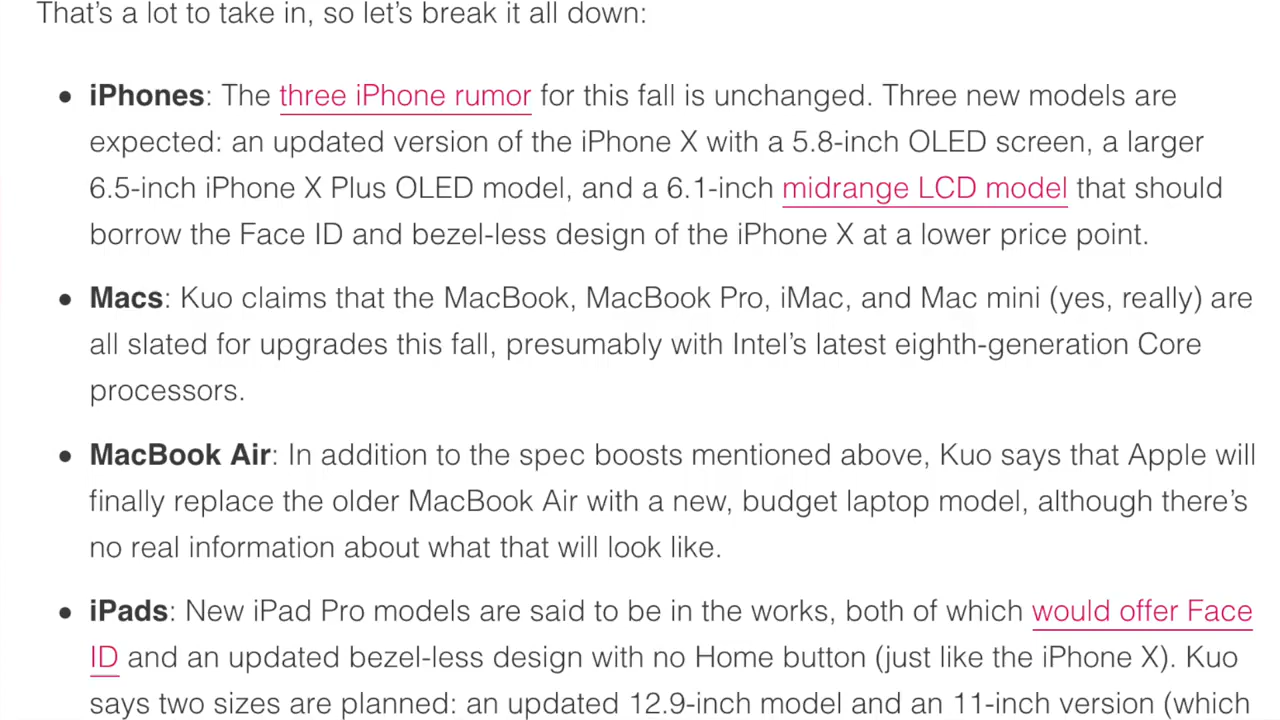 That’s a lot to take in, so let’s break it all down:
• iPhones: The three iPhone rumor for this fall is unchanged. Three new models are
expected: an updated version of the iPhone X with a 5.8-inch OLED screen, a larger
6.5-inch iPhone X Plus OLED model, and a 6.1-inch midrange LCD model that should
borrow the Face ID and bezel-less design of the iPhone X at a lower price point.
• Macs: Kuo claims that the MacBook, MacBook Pro, iMac, and Mac mini (yes, really) are
all slated for upgrades this fall, presumably with Intel’s latest eighth-generation Core
processors.
• MacBook Air: In addition to the spec boosts mentioned above, Kuo says that Apple will
finally replace the older MacBook Air with a new, budget laptop model, although there’s
no real information about what that will look like.
• iPads: New iPad Pro models are said to be in the works, both of which would offer Face
ID and an updated bezel-less design with no Home button (just like the iPhone X). Kuo
says two sizes are planned: an updated 12.9-inch model and an 11-inch version (which